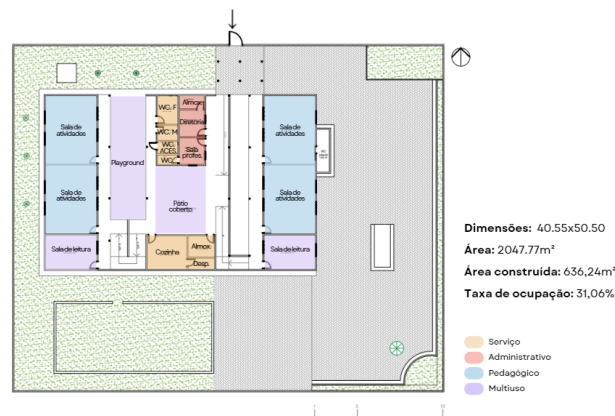 WC. F
Almox.
Diretoria
WC. M
WC.
ACES.
WC.
Sala
profes.
Sala de
atividades
Playground
Sala de
atividades
Sala de
atividades
Pátio
coberto
Sala de
atividades
Sala de leitura
Cozinha
Almox.
Desp.
Sala de leitura
Dimensões: 40.55x50.50
Área: 2047.77m²
Área construída: 636,24m²
Taxa de ocupação: 31,06%
Serviço
Administrativo
Pedagógico
Multiuso